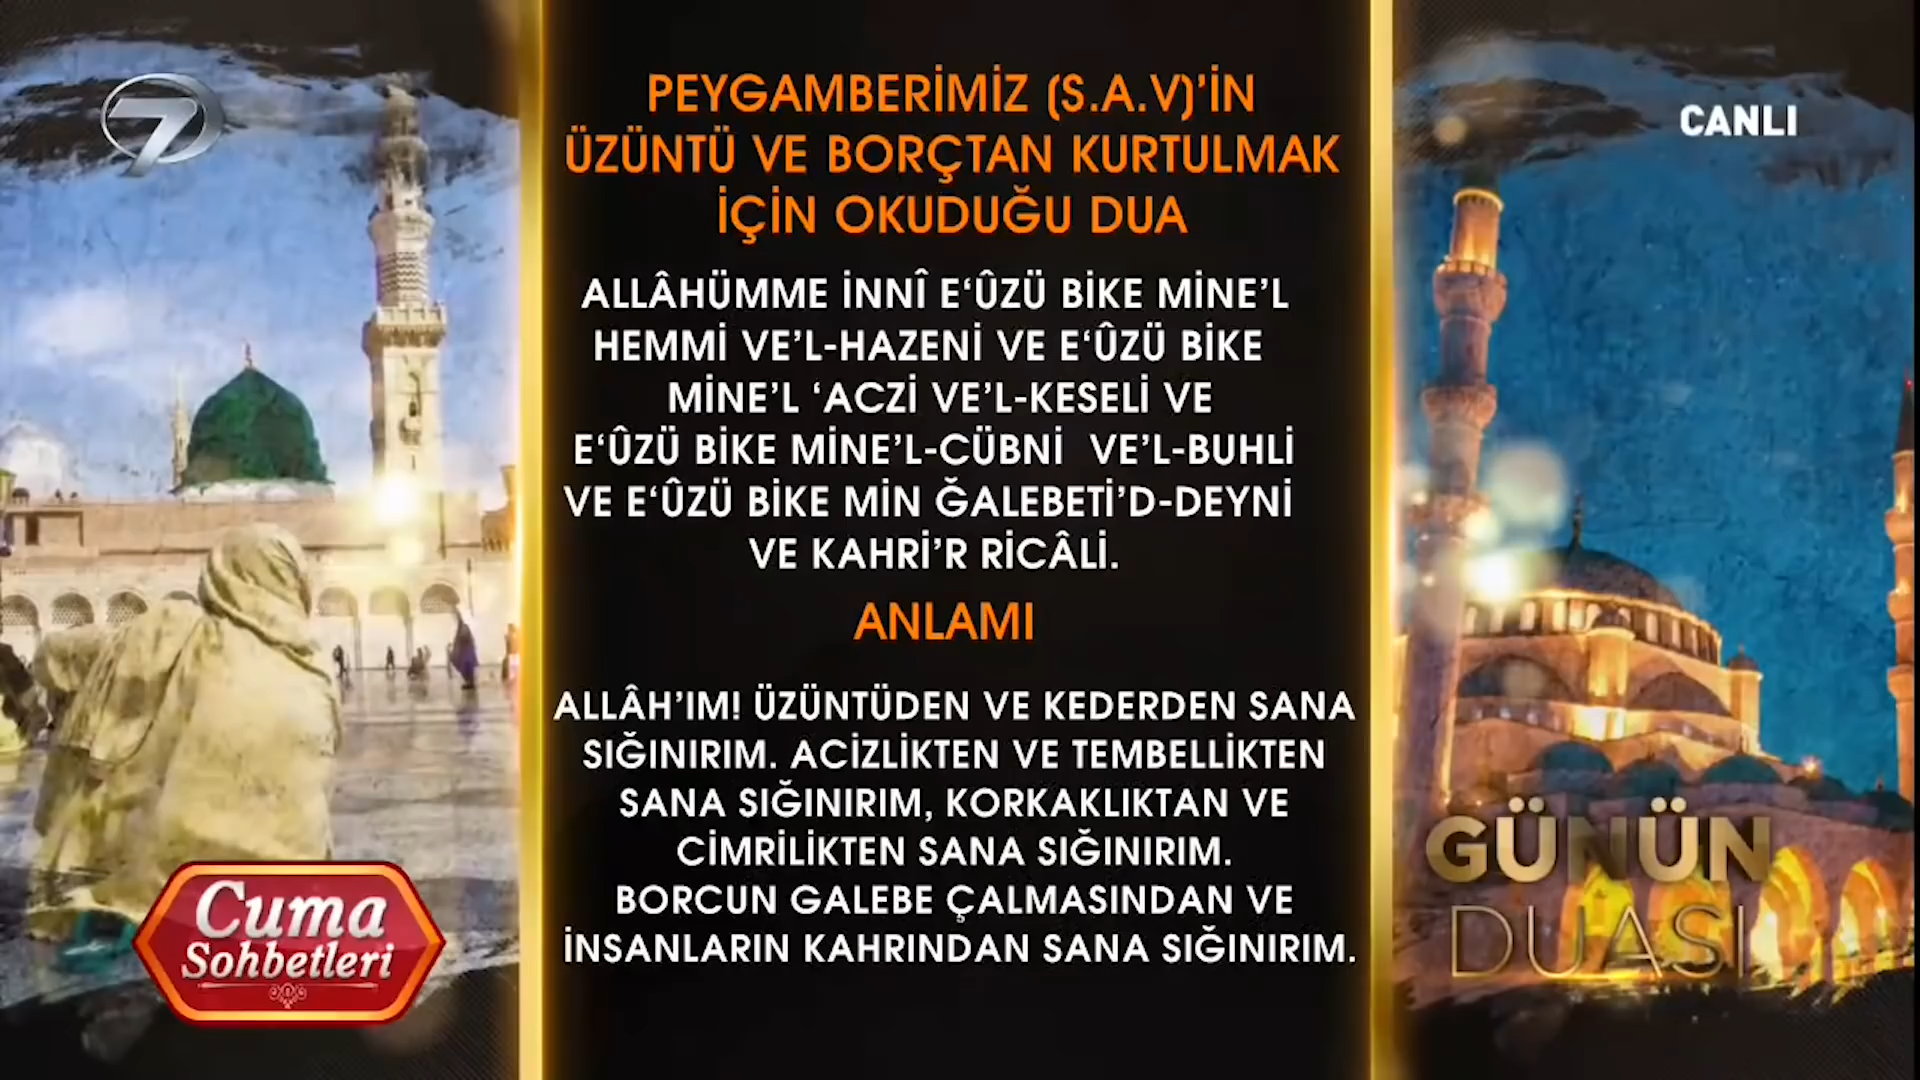 7
CANLI
PEYGAMBERİMİZ (S.A.V)'İN
ÜZÜNTÜ VE BORÇTAN KURTULMAK
İÇİN OKUDUĞU DUA
ALLÂHÜMME İNNÎ E‘ÛZÜ BİKE MİNE’L
HEMMİ VE’L-HAZENİ VE E‘ÛZÜ BİKE
MİNE’L ‘ACZİ VE’L-KESELİ VE
E‘ÛZÜ BİKE MİNE’L-CÜBNİ VE’L-BUHLİ
VE E‘ÛZÜ BİKE MİN ĞALEBETİ’D-DEYNİ
VE KAHRİ’R RİCÂLİ.
ANLAMI
ALLÂH’IM! ÜZÜNTÜDEN VE KEDERDEN SANA
SIĞINIRIM. ACİZLİKTEN VE TEMBELLİKTEN
SANA SIĞINIRIM, KORKAKLIKTAN VE
CİMRİLİKTEN SANA SIĞINIRIM.
BORCUN GALEBE ÇALMASINDAN VE
İNSANLARIN KAHRINDAN SANA SIĞINIRIM.
Cuma
Sohbetleri
GÜNÜN
DUASI